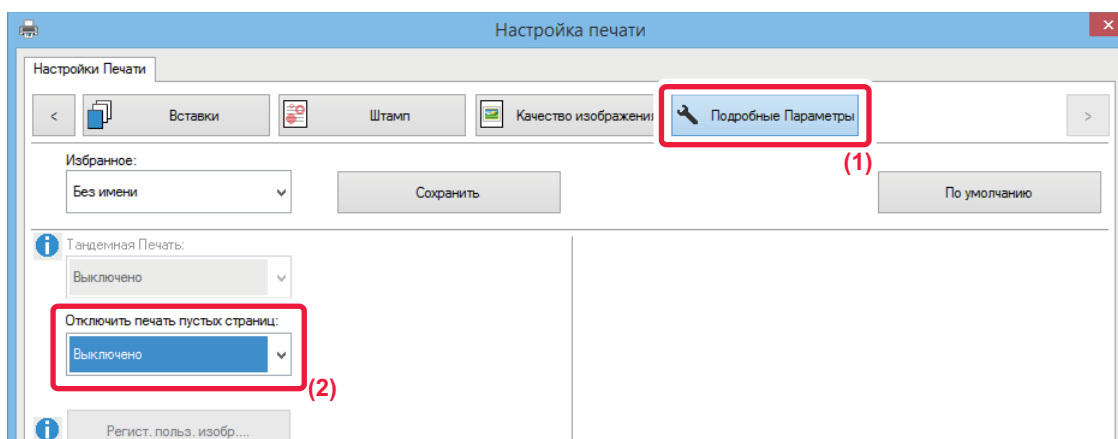 Настройка печати
Настройки Печати
<
Вставки
Штамп
Качество изображения
Подробные Параметры
>
(1)
Избранное:
Без имени
Сохранить
По умолчанию
Тандемная Печать:
Выключено
Отключить печать пустых страниц:
Выключено
(2)
Регист. польз. изобр....